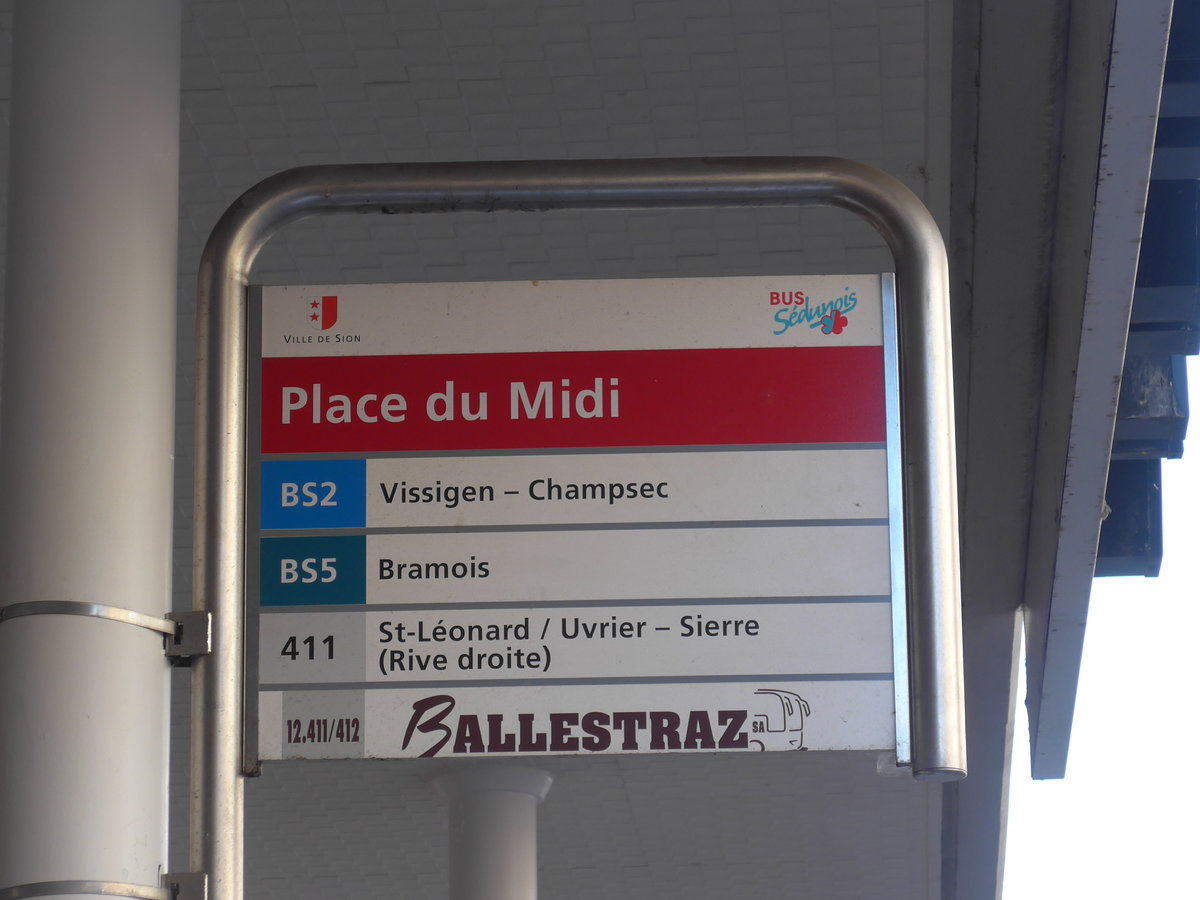 VILLE DE SION
BUS
Sédunois
Place du Midi
BS2 Vissigen – Champsec
BS5 Bramois
411 St-Léonard / Uvrier – Sierre
(Rive droite)
12.411/412 BALLESTRAZ SA